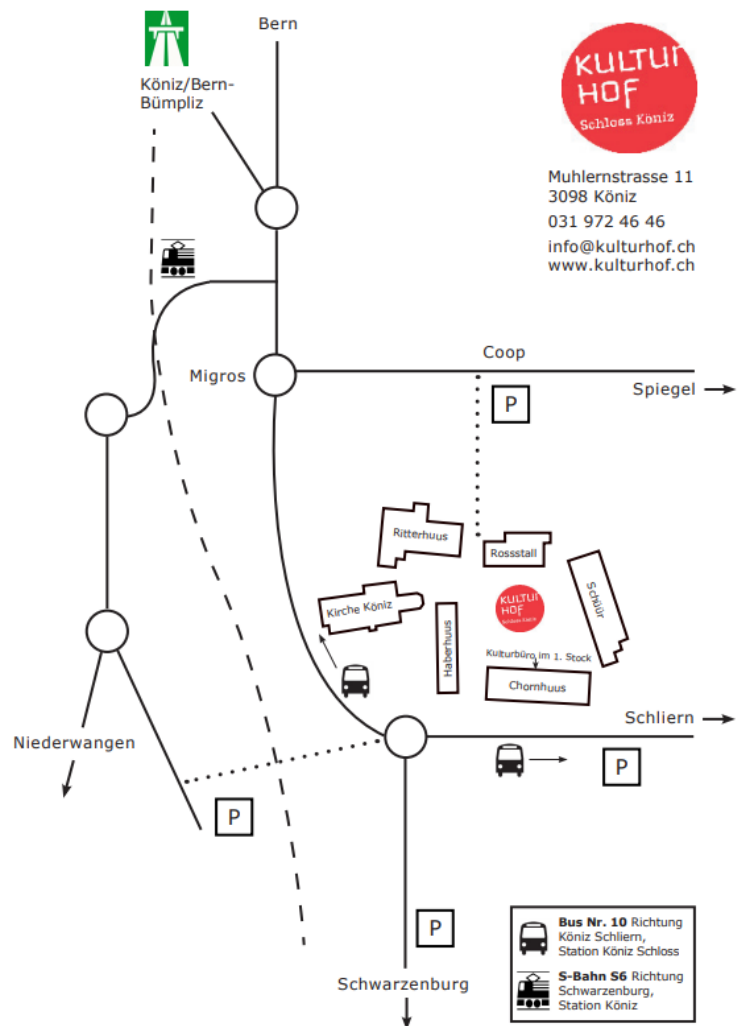 Bern
Köniz/Bern-
Bümpliz
KULTUR
HOF
Schloss Köniz
Muhlernstrasse 11
3098 Köniz
031 972 46 46
info@kulturhof.ch
www.kulturhof.ch
Coop
Migros
Spiegel
P
Ritterhuus
Rossstall
Schüür
Kirche Köniz
KULTUR
HOF
Schloss Köniz
Haberhuus
Kulturbüro im 1. Stock
Chornhuus
Schliern
Niederwangen
P
P
P
Schwarzenburg
Bus Nr. 10 Richtung
Köniz Schliern,
Station Köniz Schloss
S-Bahn S6 Richtung
Schwarzenburg,
Station Köniz